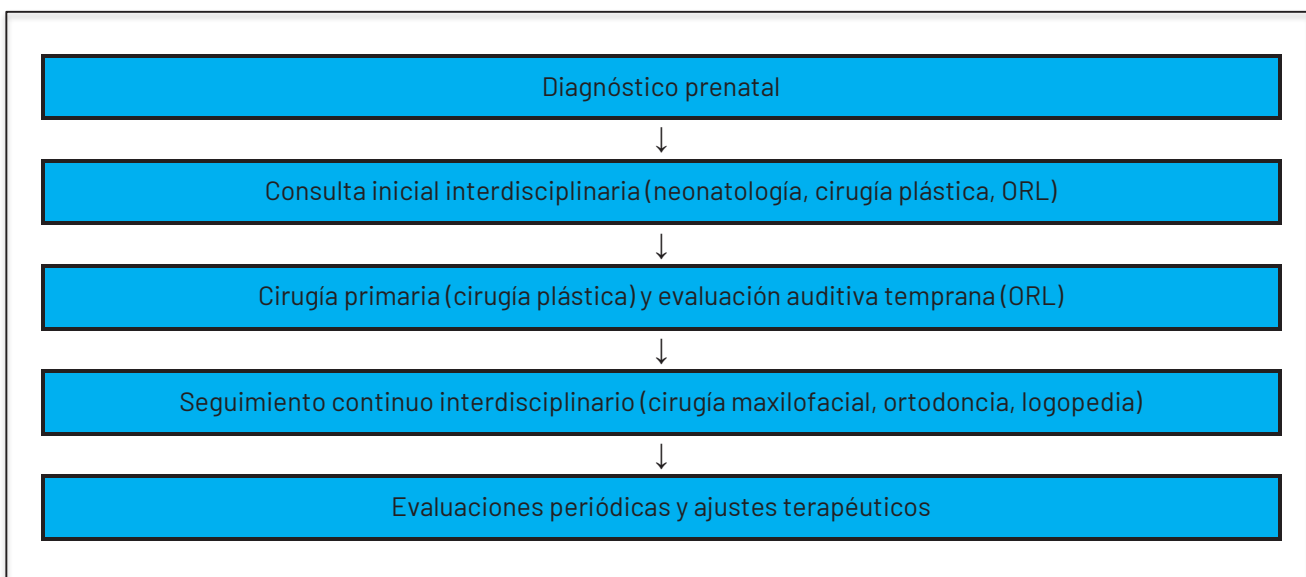 Diagnóstico prenatal
↓
Consulta inicial interdisciplinaria (neonatología, cirugía plástica, ORL)
↓
Cirugía primaria (cirugía plástica) y evaluación auditiva temprana (ORL)
↓
Seguimiento continuo interdisciplinario (cirugía maxilofacial, ortodoncia, logopedia)
↓
Evaluaciones periódicas y ajustes terapéuticos